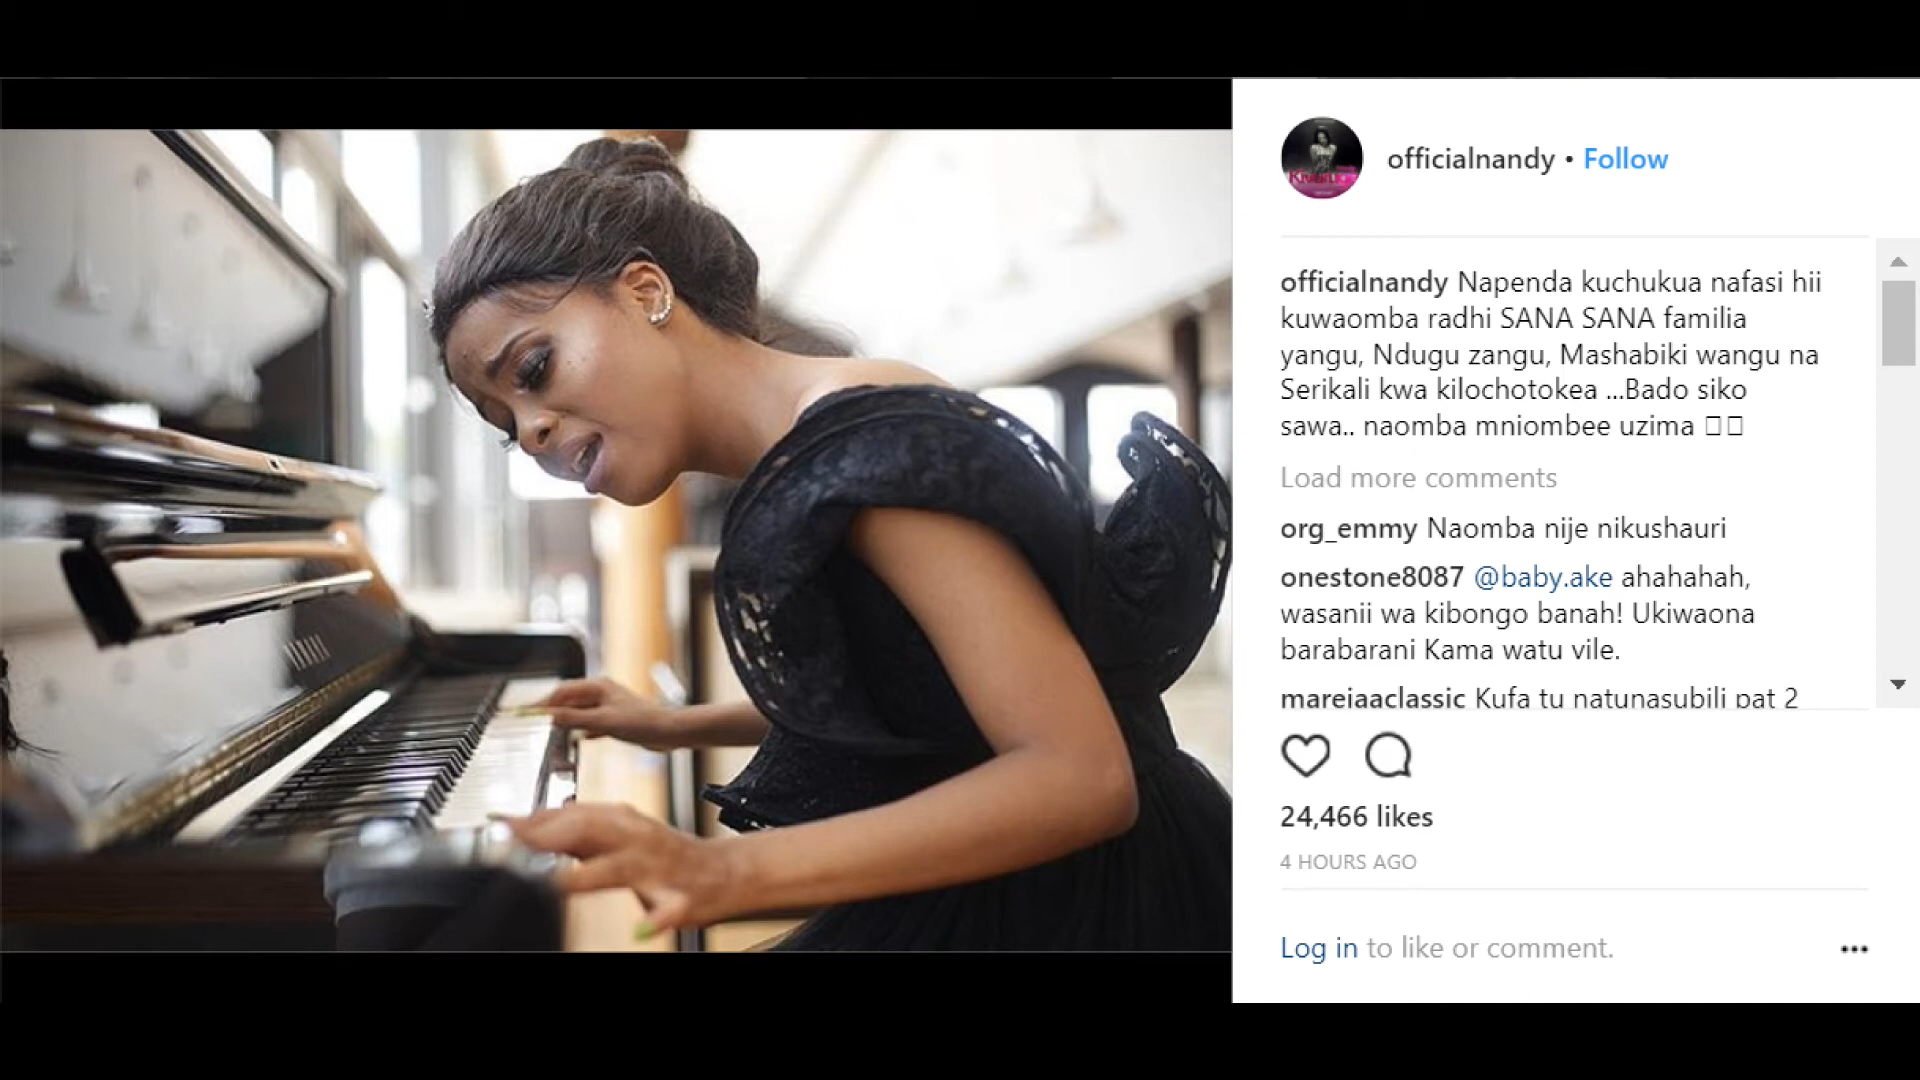 officialnandy • Follow
officialnandy Napenda kuchukua nafasi hii
kuwaomba radhi SANA SANA familia
yangu, Ndugu zangu, Mashabiki wangu na
Serikali kwa kilochotokea ...Bado siko
sawa.. naomba mniombee uzima
Load more comments
org_emmy Naomba nije nikushauri
onestone8087 @baby.ake ahahahah,
wasanii wa kibongo banah! Ukiwaona
barabarani Kama watu vile.
mareiaaclassic Kufa tu natunasubili pat 2
24,466 likes
4 HOURS AGO
Log in to like or comment.
YAMAHA